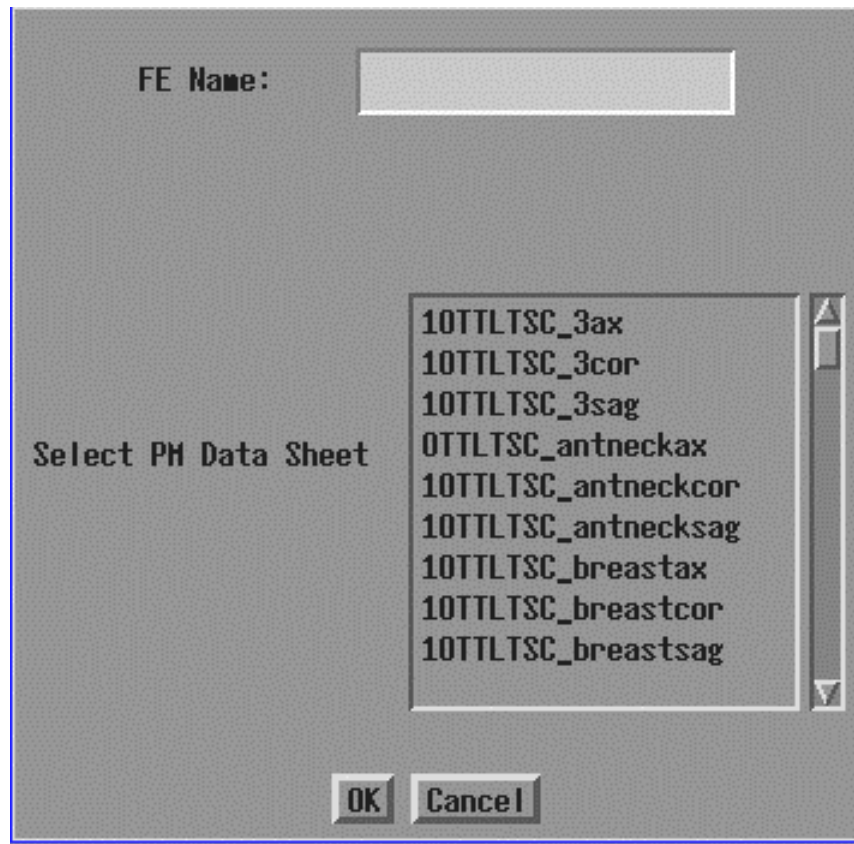 FE Name:
10TTLTSC_3ax
10TTLTSC_3cor
10TTLTSC_3sag
0TTLTSC_antneckax
Select PM Data Sheet
10TTLTSC_antneckcor
10TTLTSC_antnecksag
10TTLTSC_breastax
10TTLTSC_breastcor
10TTLTSC_breastsag
OK
Cancel